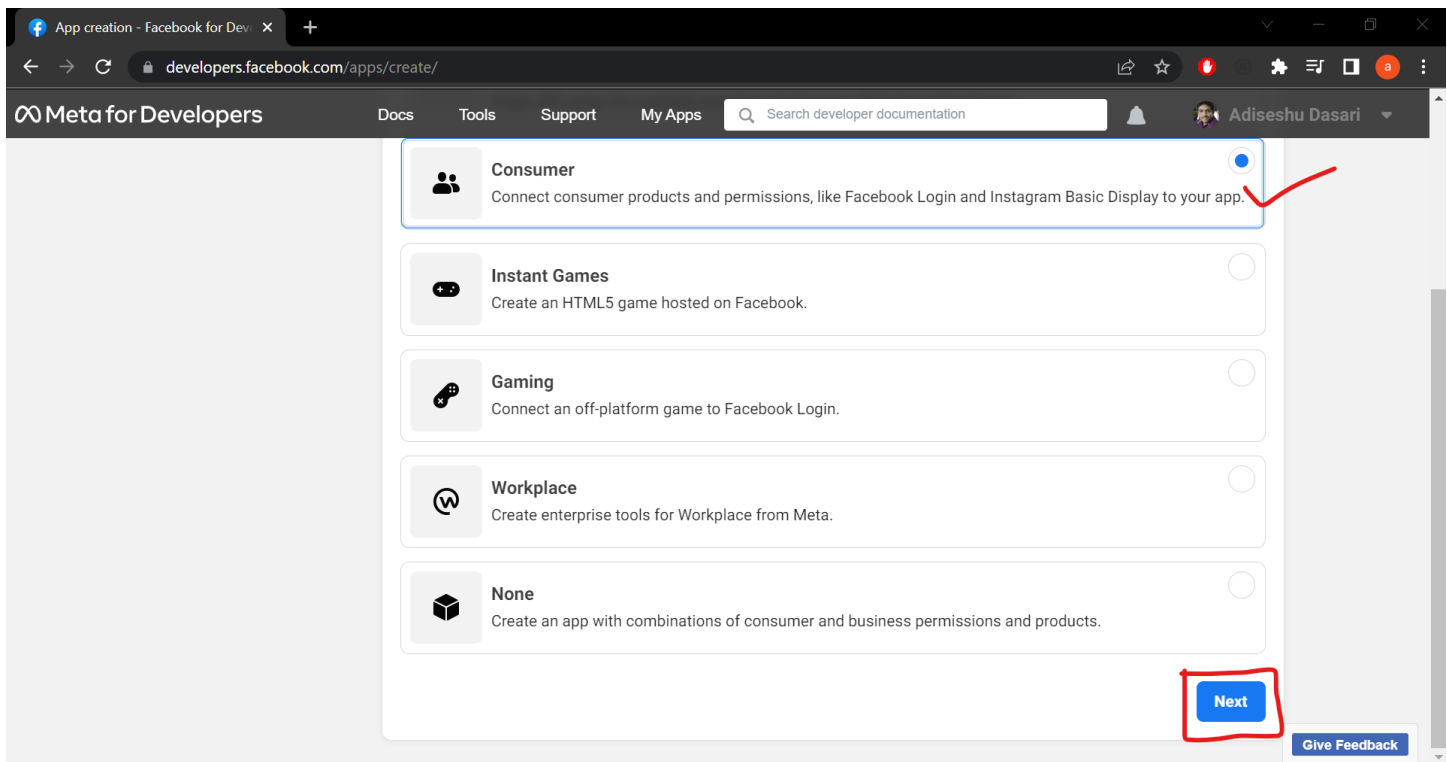 App creation - Facebook for Dev
developers.facebook.com/apps/create/
a
Meta for Developers
Docs
Tools
Support
My Apps
Search developer documentation
Adiseshu Dasari
Consumer
Connect consumer products and permissions, like Facebook Login and Instagram Basic Display to your app.
Instant Games
Create an HTML5 game hosted on Facebook.
Gaming
Connect an off-platform game to Facebook Login.
Workplace
Create enterprise tools for Workplace from Meta.
None
Create an app with combinations of consumer and business permissions and products.
Next
Give Feedback